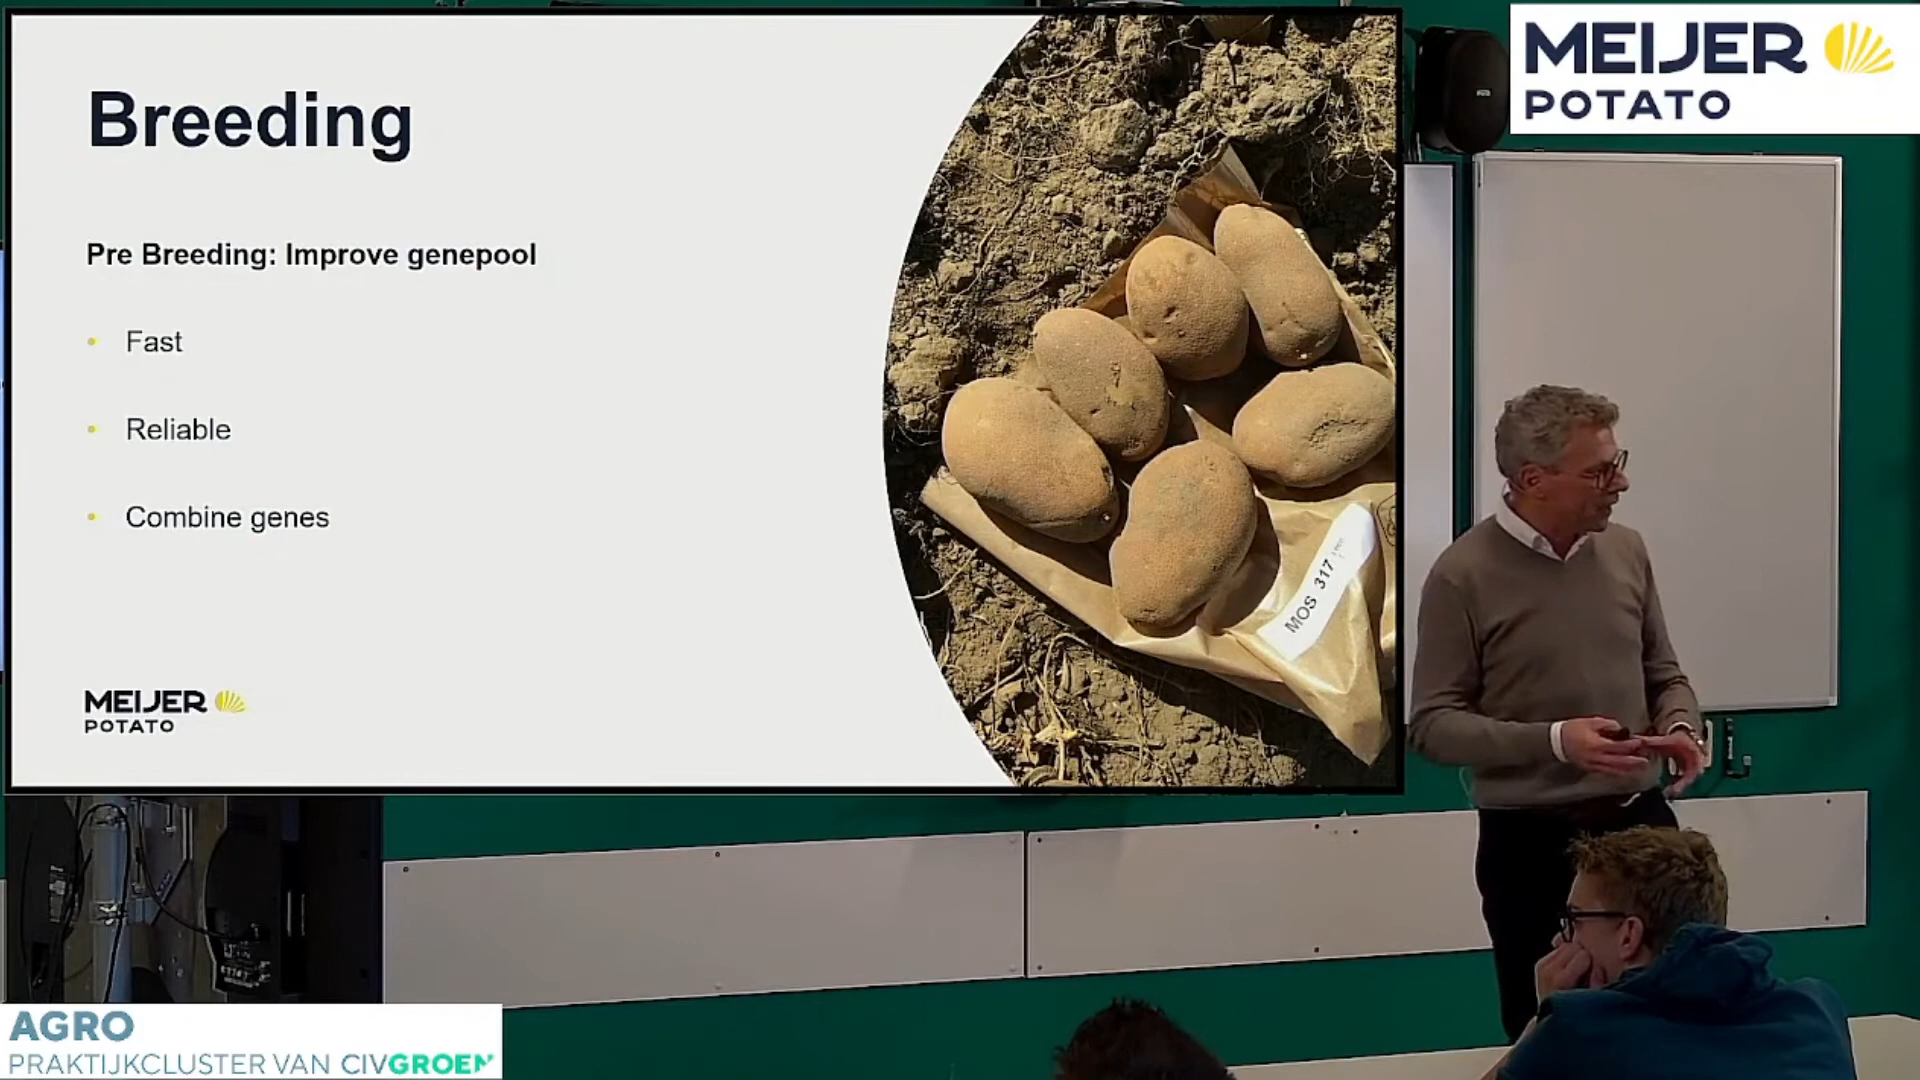 Breeding
Pre Breeding: Improve genepool
• Fast
• Reliable
• Combine genes
MEIJER
POTATO
MOS 317
MEIJER
POTATO
AGRO
PRAKTIJKCLUSTER VAN CIVGROEN